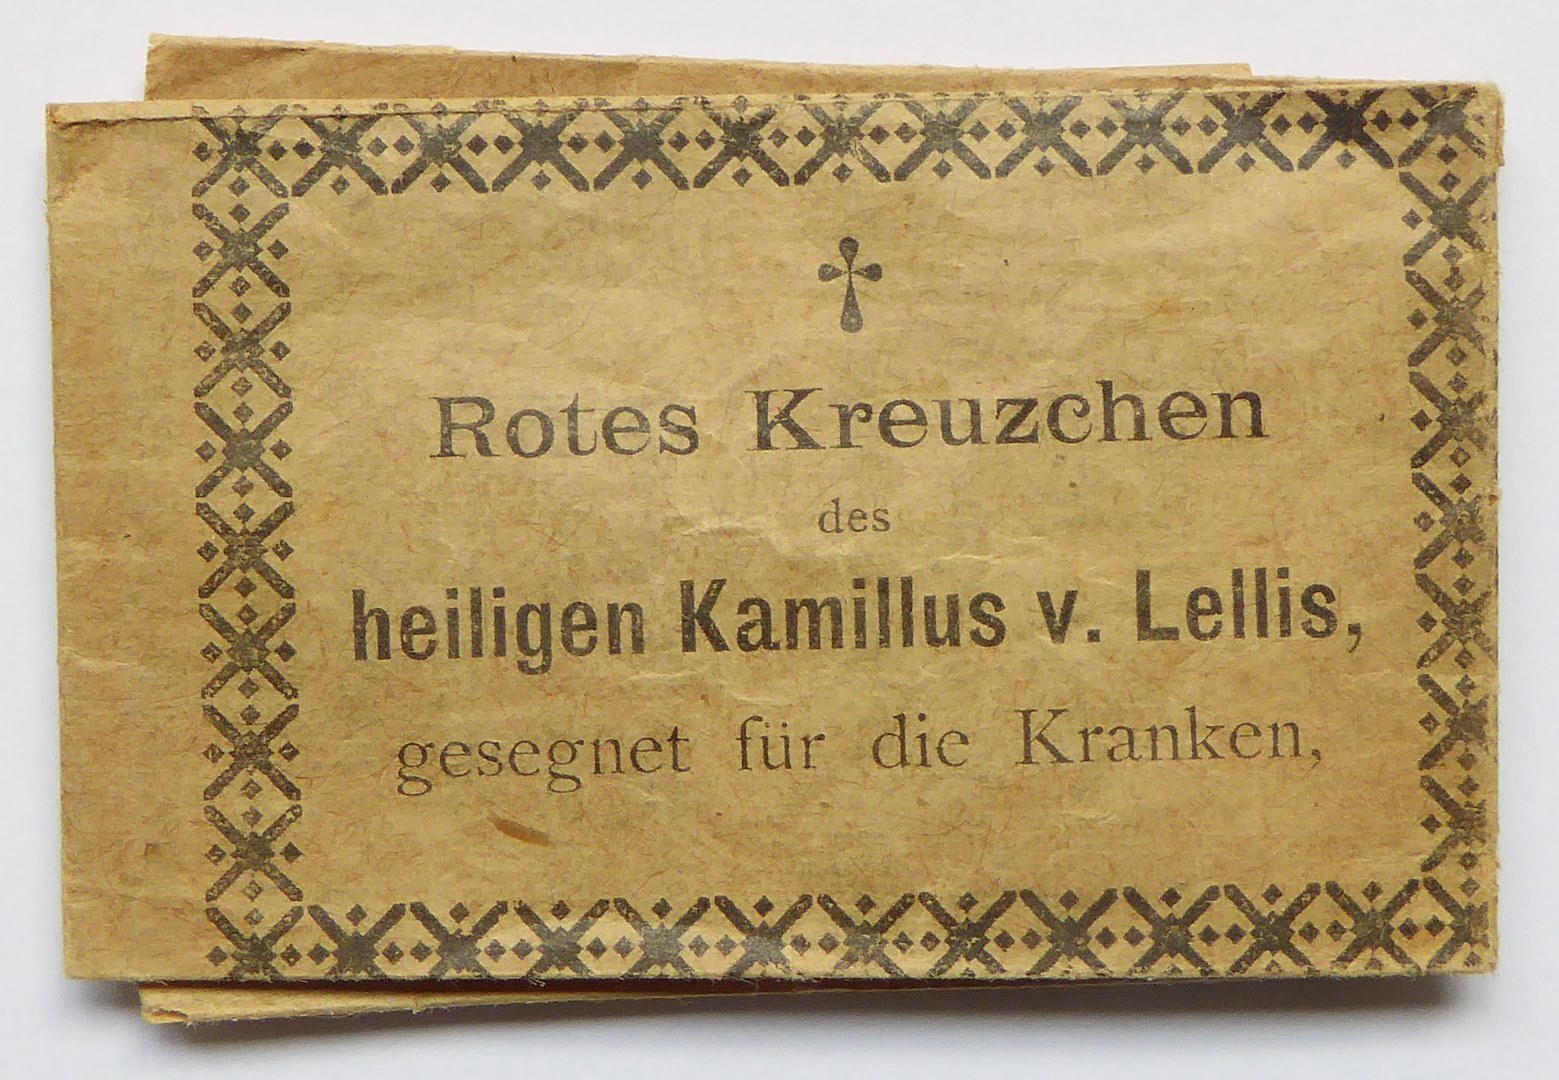 Rotes Kreuzchen
des
heiligen Kamillus v. Lellis,
gesegnet für die Kranken,